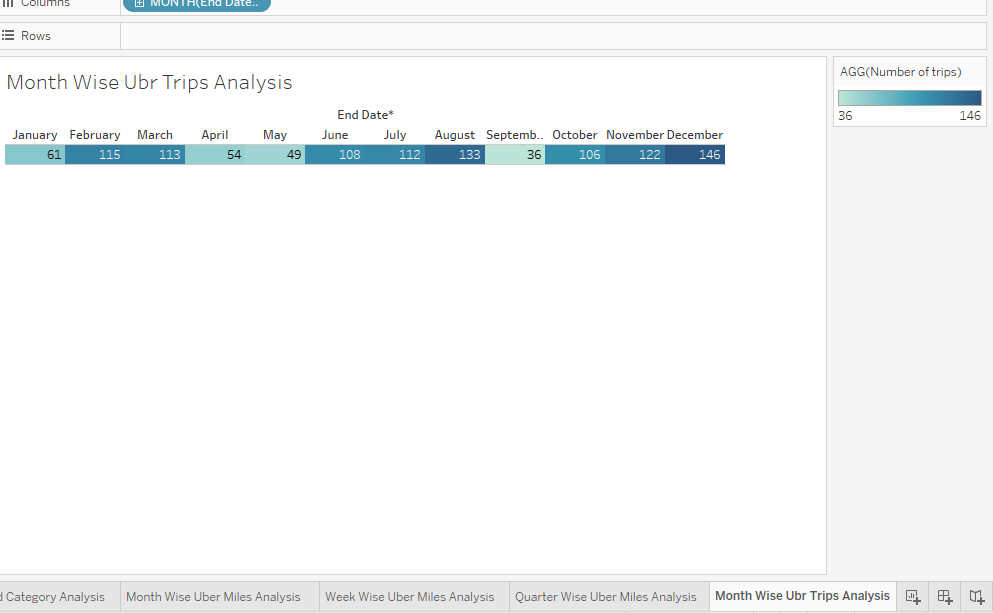 Columns
MONTH(End Date..
Rows
Month Wise Ubr Trips Analysis
AGG(Number of trips)
36 146
End Date*
January February March April May June July August Septemb.. October November December
61 115 113 54 49 108 112 133 36 106 122 146
d Category Analysis Month Wise Uber Miles Analysis Week Wise Uber Miles Analysis Quarter Wise Uber Miles Analysis Month Wise Ubr Trips Analysis